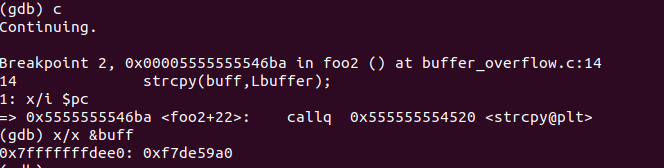 (gdb) c
Continuing.
Breakpoint 2, 0x00005555555546ba in foo2 () at buffer_overflow.c:14
14 strcpy(buff,Lbuffer);
1: x/i $pc
=> 0x5555555546ba <foo2+22>: callq 0x555555554520 <strcpy@plt>
(gdb) x/x &buff
0x7fffffffdee0: 0xf7de59a0